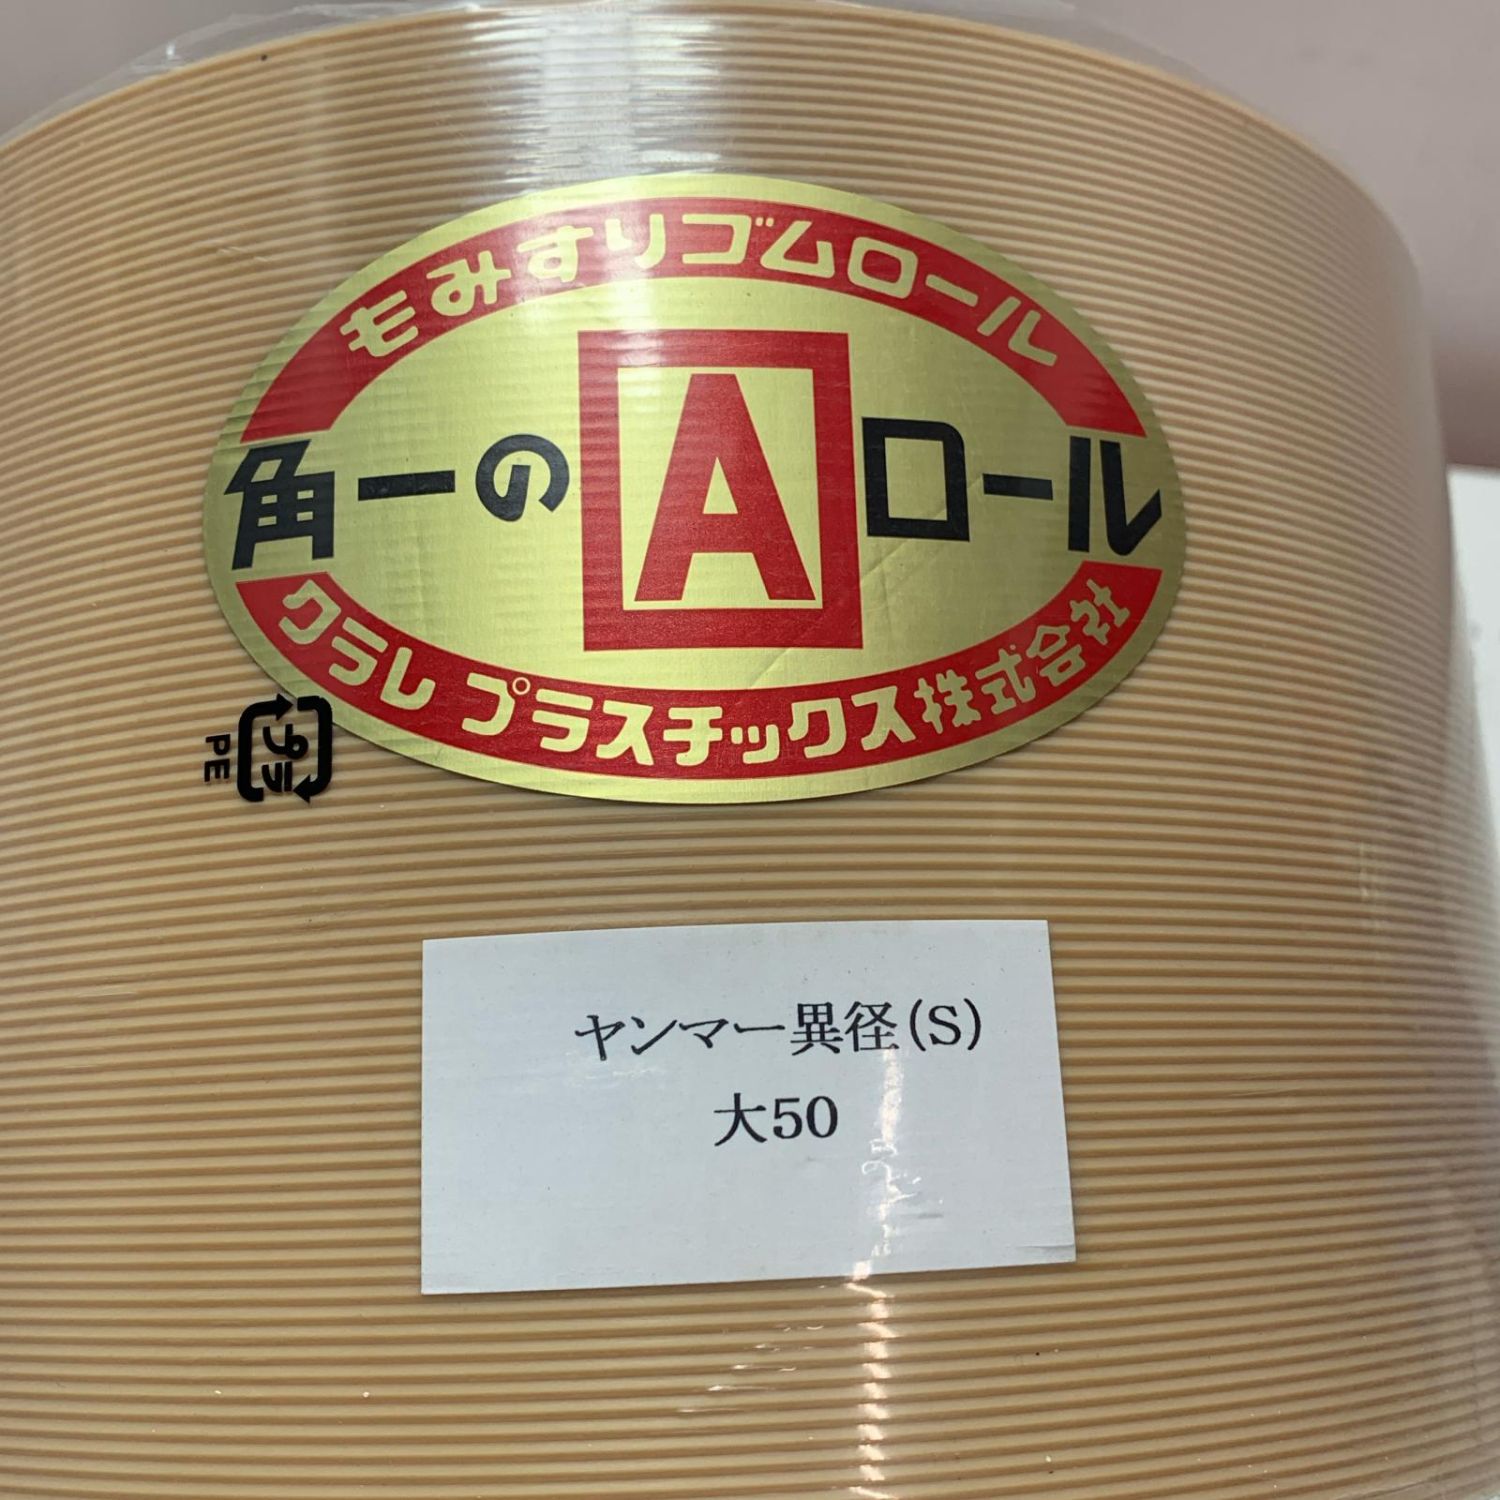 もみすりゴムロール
角一のAロール
クラレプラスチックス株式会社
プラ
PE
ヤンマー異径(S)
大50